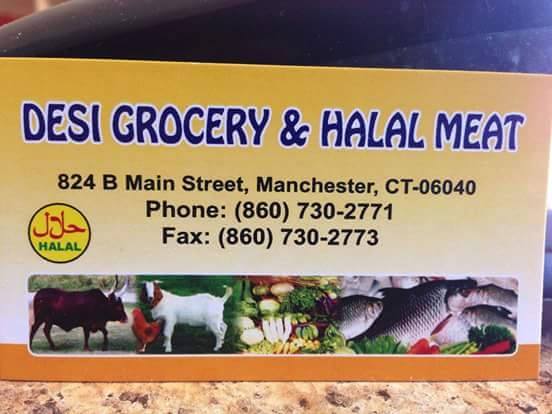 DESI GROCERY & HALAL MEAT
824 B Main Street, Manchester, CT-06040
Phone: (860) 730-2771
Fax: (860) 730-2773
حلال
HALAL